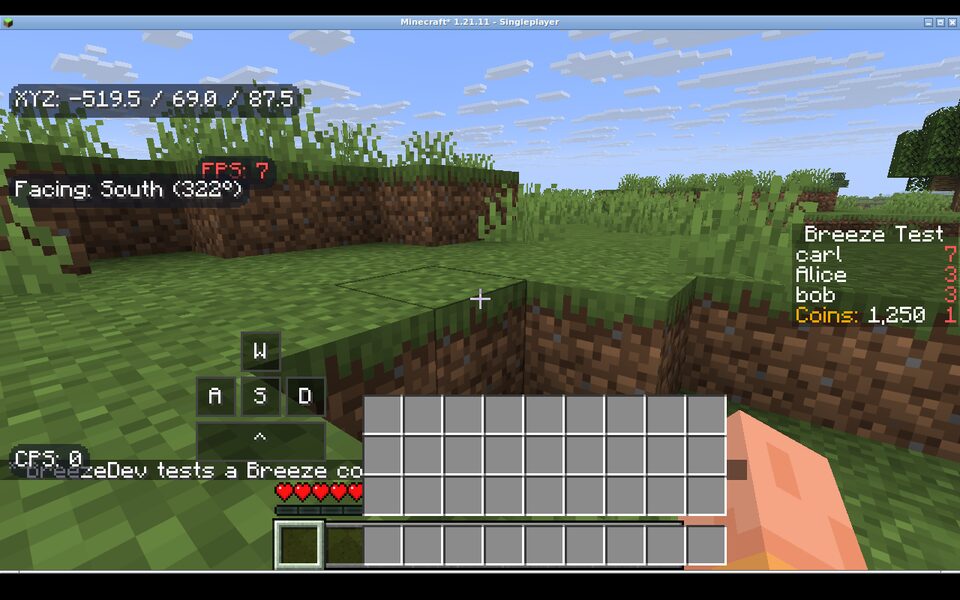 Minecraft* 1.21.11 - Singleplayer
XYZ: -519.5 / 69.0 / 87.5
FPS: 7
Facing: South (322°)
Breeze Test
carl 7
Alice 3
bob 3
Coins: 1,250 1
W
A S D
^
CPS: 0
BreezeDev tests a Breeze co